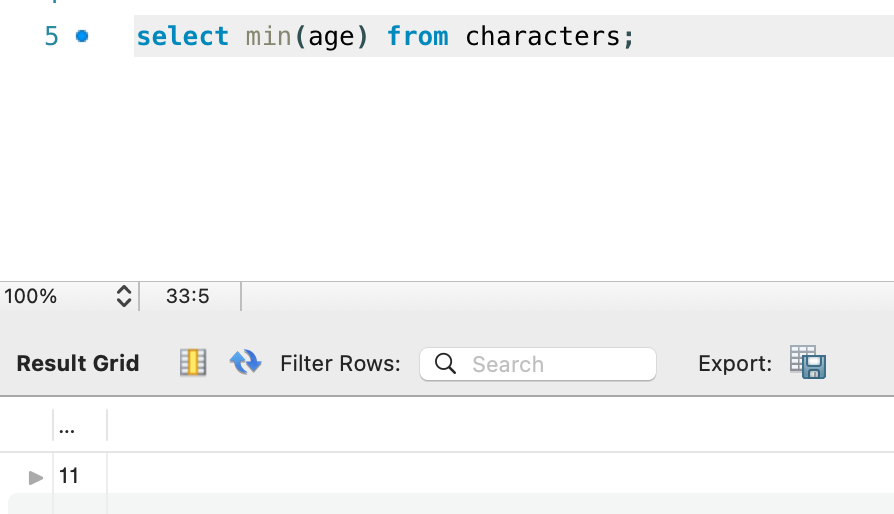 5 select min(age) from characters;
100% 33:5
Result Grid Filter Rows: Search Export:
...
11